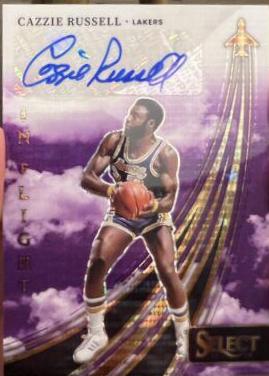 CAZZIE RUSSELL • LAKERS
Cazzie Russell
IN FLIGHT
SELECT